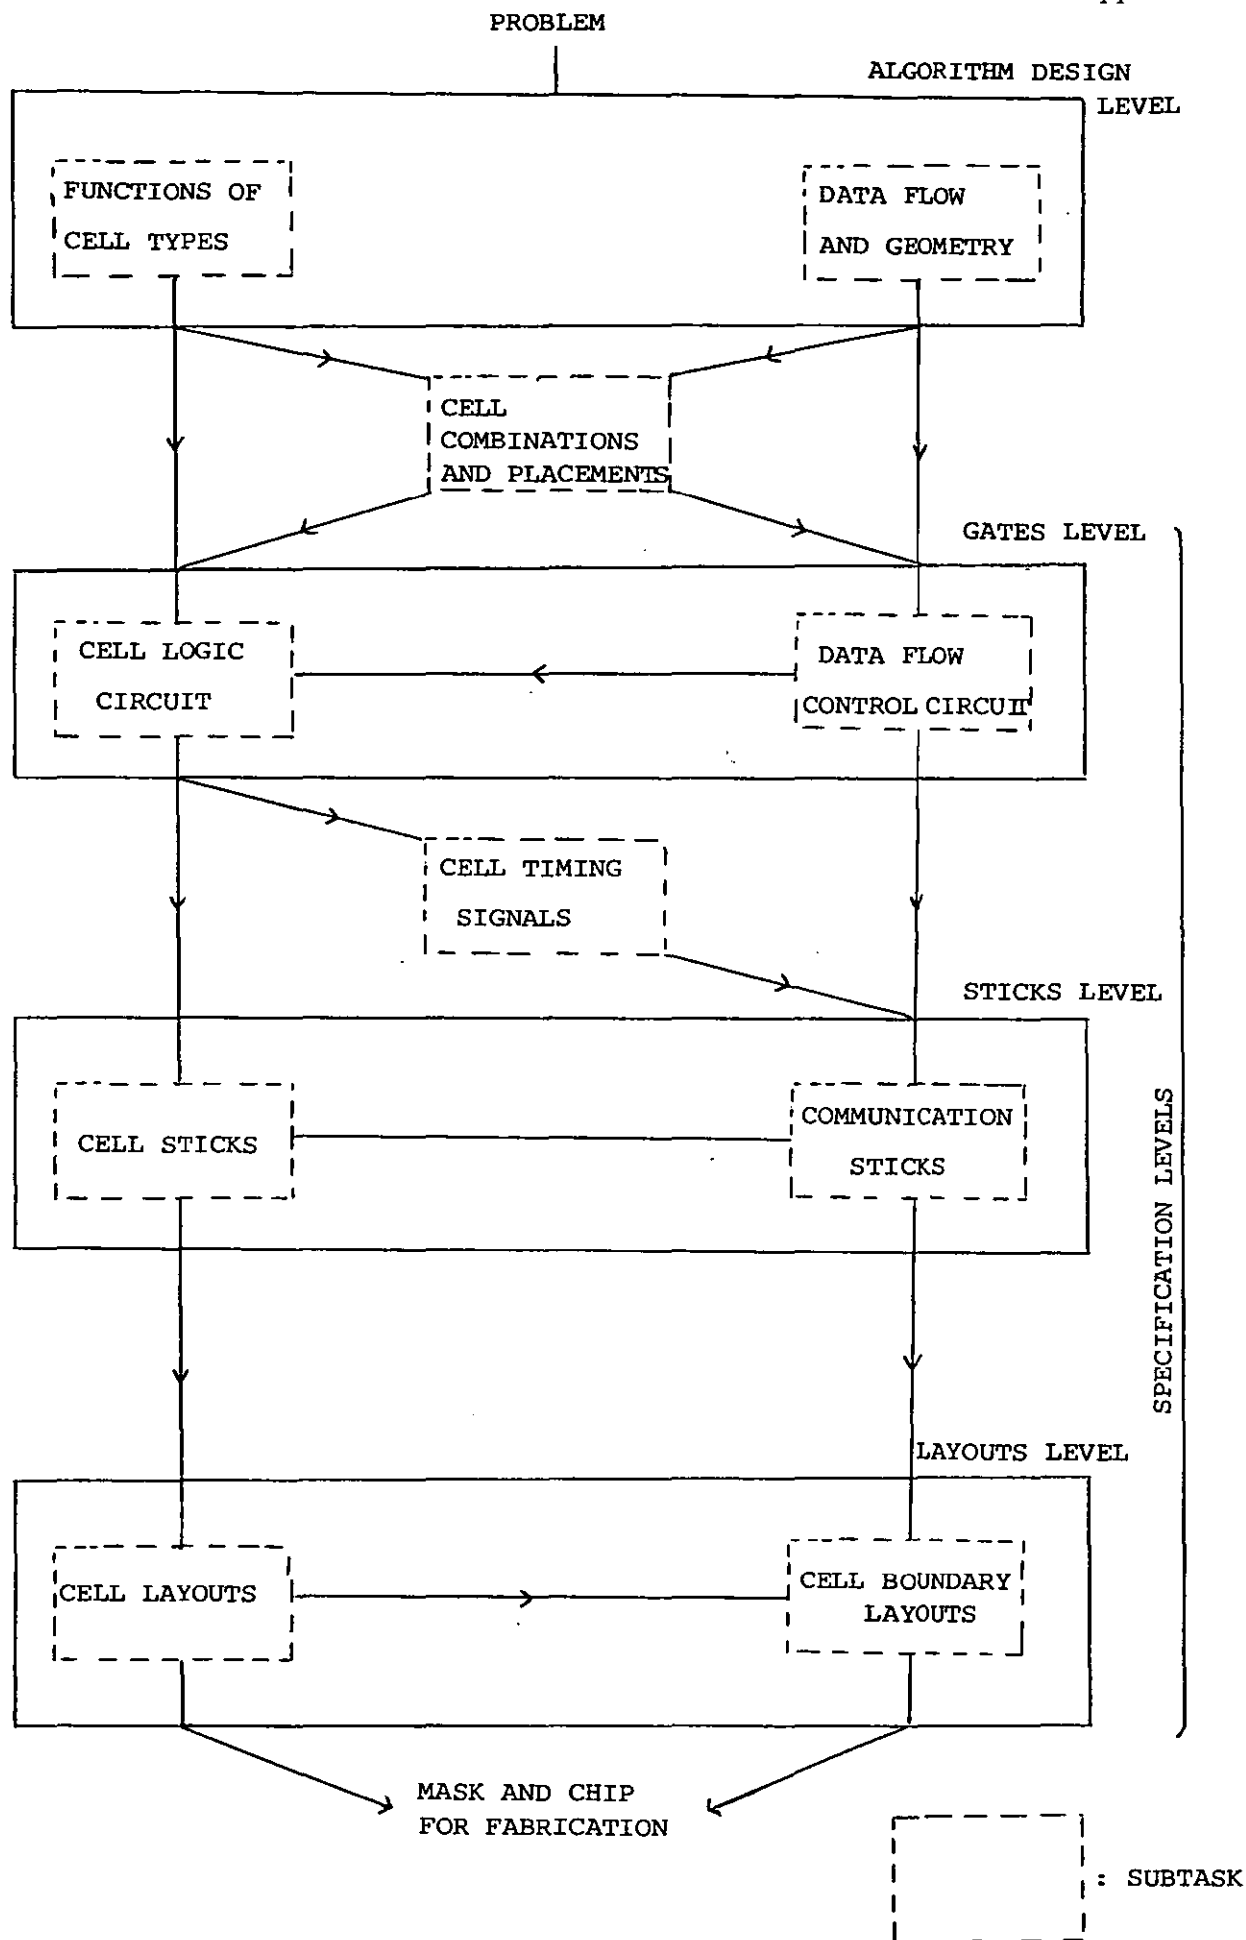 PROBLEM
ALGORITHM DESIGN
LEVEL
FUNCTIONS OF
CELL TYPES
DATA FLOW
AND GEOMETRY
CELL
COMBINATIONS
AND PLACEMENTS
GATES LEVEL
CELL LOGIC
CIRCUIT
DATA FLOW
CONTROL CIRCUIT
CELL TIMING
SIGNALS
STICKS LEVEL
CELL STICKS
COMMUNICATION
STICKS
SPECIFICATION LEVELS
LAYOUTS LEVEL
CELL LAYOUTS
CELL BOUNDARY
LAYOUTS
MASK AND CHIP
FOR FABRICATION
: SUBTASK